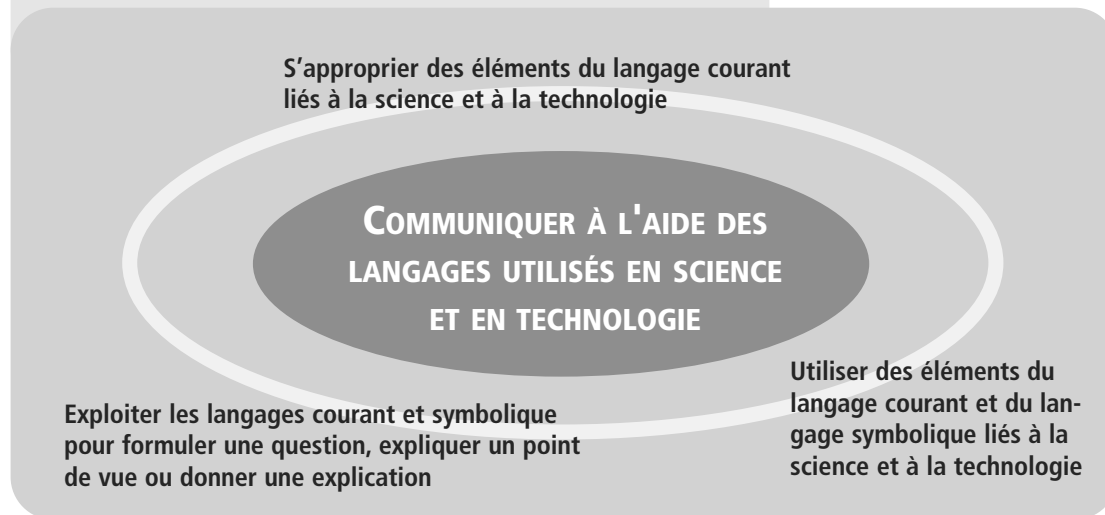 S’approprier des éléments du langage courant
liés à la science et à la technologie
COMMUNIQUER À L'AIDE DES
LANGAGES UTILISÉS EN SCIENCE
ET EN TECHNOLOGIE
Utiliser des éléments du
langage courant et du lan-
gage symbolique liés à la
science et à la technologie
Exploiter les langages courant et symbolique
pour formuler une question, expliquer un point
de vue ou donner une explication